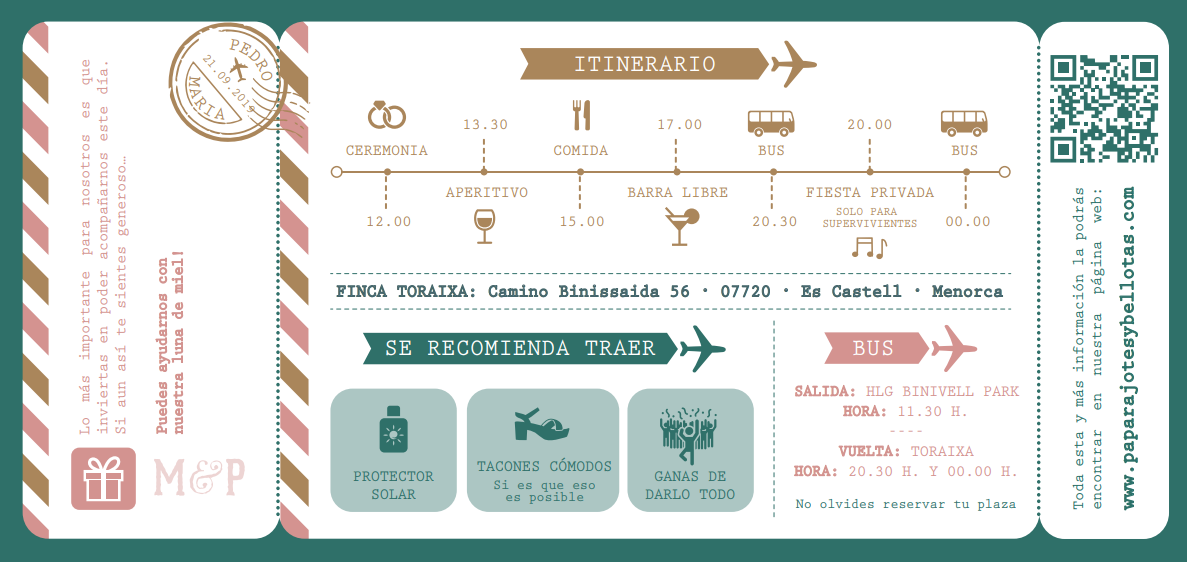 Lo más importante para nosotros es que
inviertas en poder acompañarnos este día.
Si aun así te sientes generoso…
Puedes ayudarnos con
nuestra luna de miel!
M&P
PEDRO
21.09.2019
MARIA
ITINERARIO
CEREMONIA
12.00
13.30
APERITIVO
COMIDA
15.00
17.00
BARRA LIBRE
BUS
20.30
20.00
FIESTA PRIVADA
SOLO PARA
SUPERVIVIENTES
BUS
00.00
FINCA TORAIXA: Camino Binissaida 56 · 07720 · Es Castell · Menorca
SE RECOMIENDA TRAER
PROTECTOR
SOLAR
TACONES CÓMODOS
Si es que eso
es posible
GANAS DE
DARLO TODO
BUS
SALIDA: HLG BINIVELL PARK
HORA: 11.30 H.
----
VUELTA: TORAIXA
HORA: 20.30 H. Y 00.00 H.
No olvides reservar tu plaza
Toda esta y más información la podrás
encontrar en nuestra página web:
www.paparajotesybellotas.com